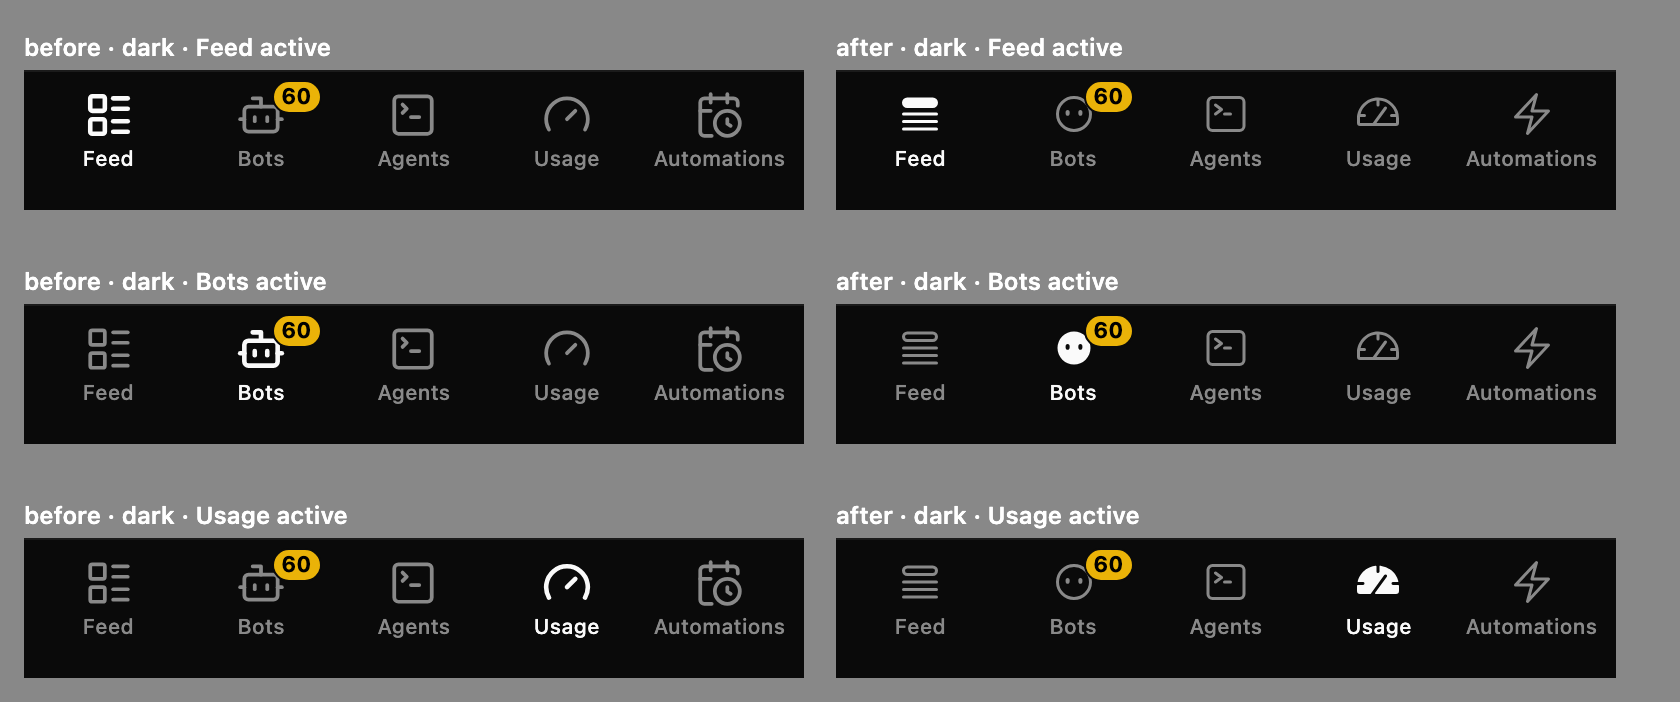 before · dark · Feed active
60
Feed Bots Agents Usage Automations
after · dark · Feed active
60
Feed Bots Agents Usage Automations
before · dark · Bots active
60
Feed Bots Agents Usage Automations
after · dark · Bots active
60
Feed Bots Agents Usage Automations
before · dark · Usage active
60
Feed Bots Agents Usage Automations
after · dark · Usage active
60
Feed Bots Agents Usage Automations